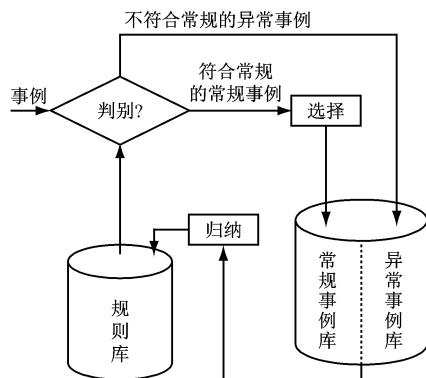 不符合常规的异常事例
事例
判别?
符合常规
的常规事例
选择
归纳
规则库
常规事例库
异常事例库